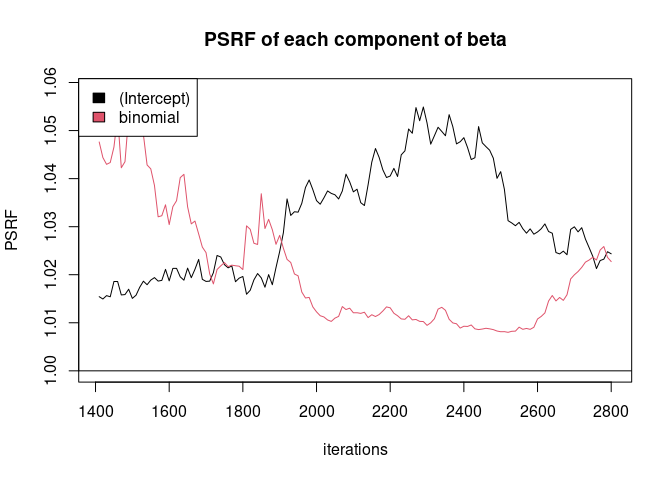 PSRF of each component of beta
(Intercept)
binomial
PSRF
1.06
1.05
1.04
1.03
1.02
1.01
1.00
1400 1600 1800 2000 2200 2400 2600 2800
iterations